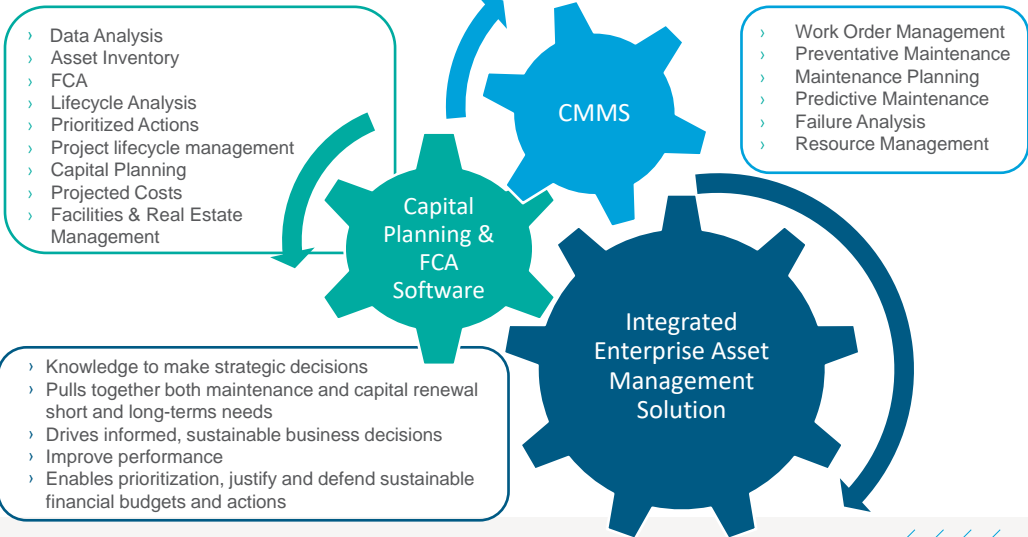 › Data Analysis
› Asset Inventory
› FCA
› Lifecycle Analysis
› Prioritized Actions
› Project lifecycle management
› Capital Planning
› Projected Costs
› Facilities & Real Estate
Management
CMMS
› Work Order Management
› Preventative Maintenance
› Maintenance Planning
› Predictive Maintenance
› Failure Analysis
› Resource Management
Capital
Planning &
FCA
Software
Integrated
Enterprise Asset
Management
Solution
› Knowledge to make strategic decisions
› Pulls together both maintenance and capital renewal
short and long-terms needs
› Drives informed, sustainable business decisions
› Improve performance
› Enables prioritization, justify and defend sustainable
financial budgets and actions